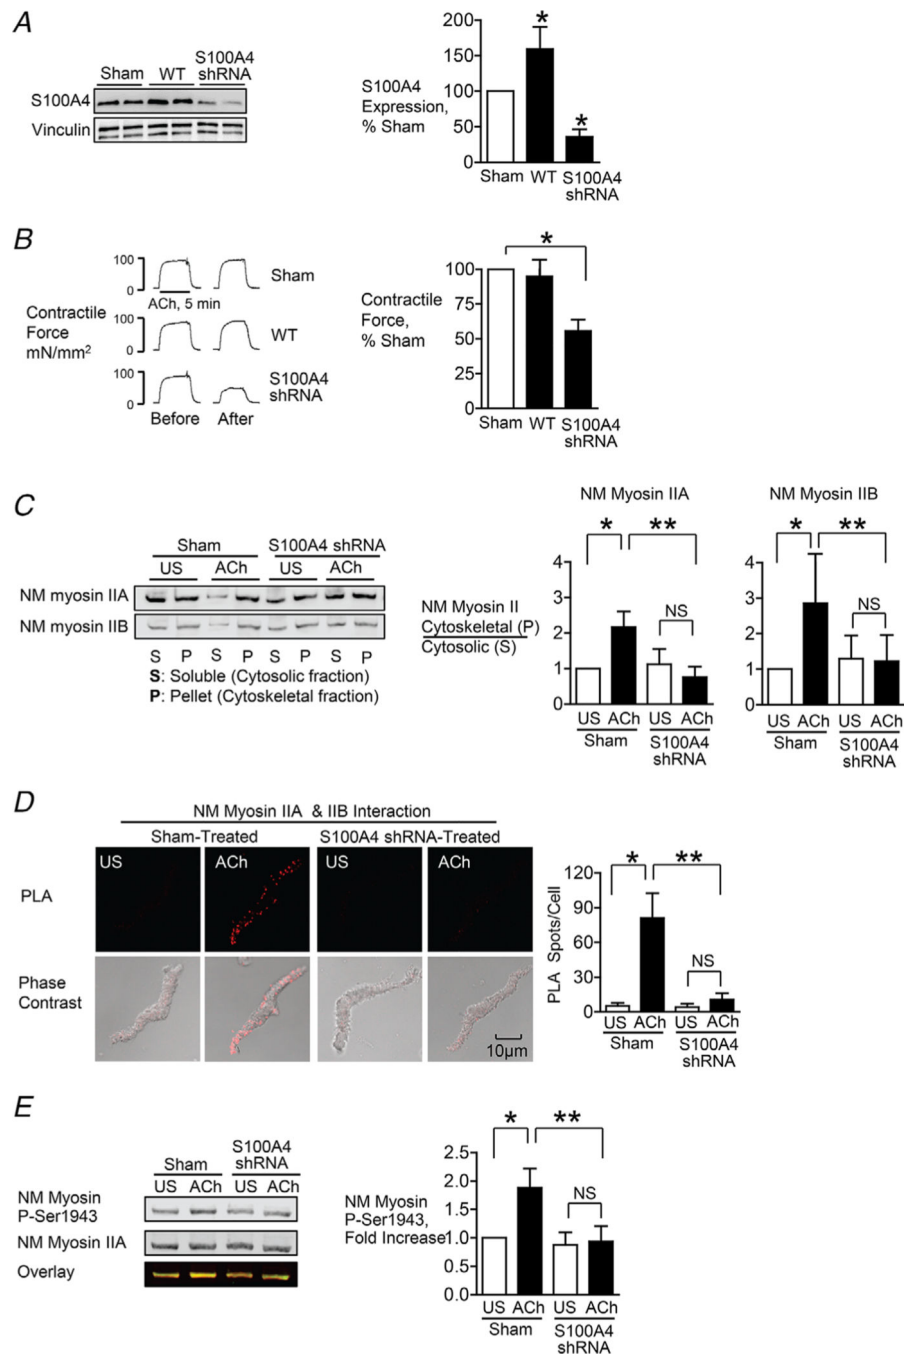 A
Sham WT S100A4 shRNA
S100A4
Vinculin
S100A4 Expression, % Sham
200
150
100
50
0
*
*
Sham WT S100A4 shRNA
B
Contractile Force mN/mm2
100
0
ACh, 5 min
Sham
100
0
WT
100
0
S100A4 shRNA
Before After
Contractile Force, % Sham
*
100
75
50
25
0
Sham WT S100A4 shRNA
C
Sham S100A4 shRNA
US ACh US ACh
NM myosin IIA
NM myosin IIB
S P S P S P S P
S: Soluble (Cytosolic fraction)
P: Pellet (Cytoskeletal fraction)
NM Myosin II
Cytoskeletal (P)
Cytosolic (S)
NM Myosin IIA
* **
4
3
2
1
0
NS
US ACh US ACh
Sham S100A4 shRNA
NM Myosin IIB
* **
4
3
2
1
0
NS
US ACh US ACh
Sham S100A4 shRNA
D
NM Myosin IIA & IIB Interaction
Sham-Treated S100A4 shRNA-Treated
US ACh US ACh
PLA
Phase Contrast
10µm
PLA Spots/Cell
* **
120
90
60
30
0
NS
US ACh US ACh
Sham S100A4 shRNA
E
Sham S100A4 shRNA
US ACh US ACh
NM Myosin P-Ser1943
NM Myosin IIA
Overlay
NM Myosin P-Ser1943, Fold Increase
* **
2.5
2.0
1.5
1.0
0.5
0.0
NS
US ACh US ACh
Sham S100A4 shRNA